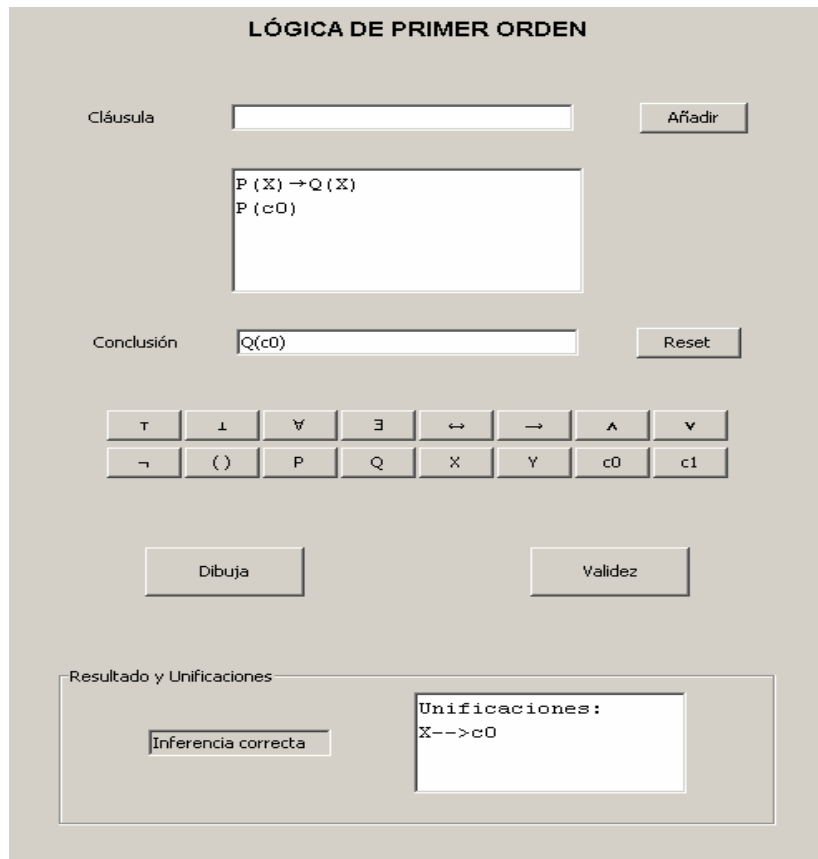 LÓGICA DE PRIMER ORDEN
Cláusula
Añadir
P(X)→Q(X)
P(c0)
Conclusión
Q(c0)
Reset
⊤ ⊥ ∀ ∃ ↔ → ∧ ∨
¬ () P Q X Y c0 c1
Dibuja
Validez
Resultado y Unificaciones
Unificaciones:
X-->c0
Inferencia correcta